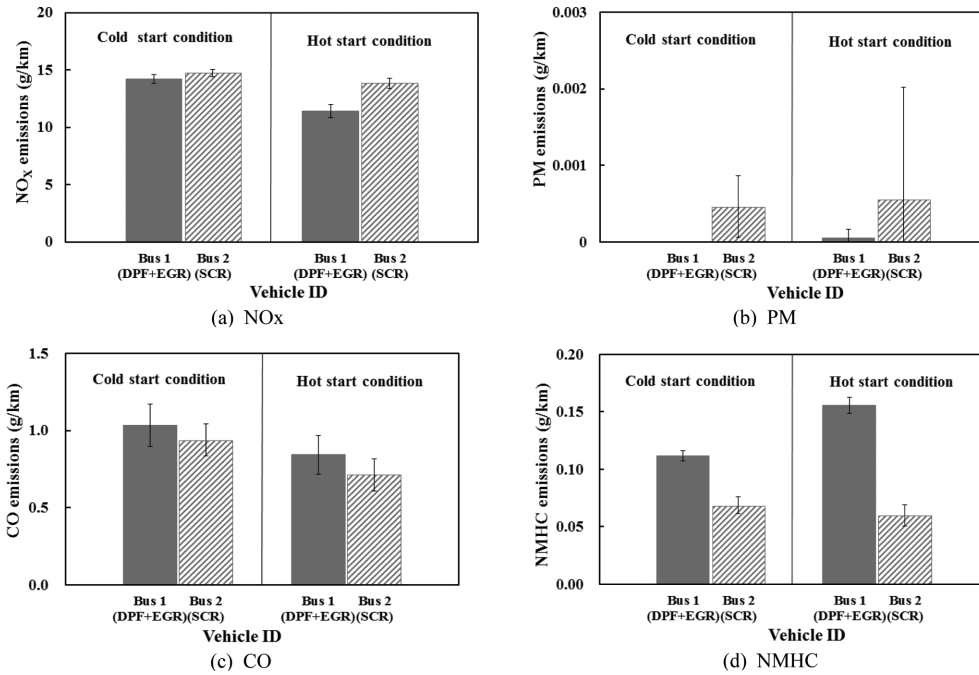 NOX emissions (g/km)
20
15
10
5
0
Cold start condition
Hot start condition
Bus 1
(DPF+EGR)
Bus 2
(SCR)
Bus 1
(DPF+EGR)
Bus 2
(SCR)
Vehicle ID
(a) NOx
PM emissions (g/km)
0.003
0.002
0.001
0
Cold start condition
Hot start condition
Bus 1
(DPF+EGR)
Bus 2
(SCR)
Bus 1
(DPF+EGR)
Bus 2
(SCR)
Vehicle ID
(b) PM
CO emissions (g/km)
1.5
1.0
0.5
0.0
Cold start condition
Hot start condition
Bus 1
(DPF+EGR)
Bus 2
(SCR)
Bus 1
(DPF+EGR)
Bus 2
(SCR)
Vehicle ID
(c) CO
NMHC emissions (g/km)
0.20
0.15
0.10
0.05
0.00
Cold start condition
Hot start condition
Bus 1
(DPF+EGR)
Bus 2
(SCR)
Bus 1
(DPF+EGR)
Bus 2
(SCR)
Vehicle ID
(d) NMHC